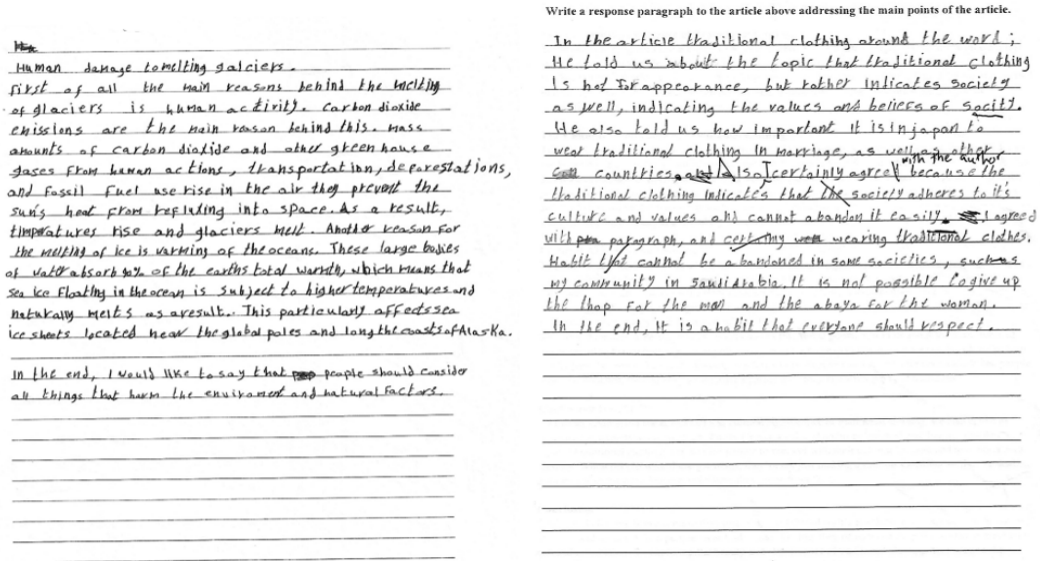 Human damage to melting galciers.
First of all the main reasons behind the melting
of glaciers is human activity. Carbon dioxide
emissions are the main reason behind this. mass
amounts of carbon dioxide and other green house
gases from human actions, transportation, deforestations,
and Fossil Fuel use rise in the air they prevent the
sun's heat from into space. As a result,
rise and glaciers melt. Another reason for
the melting of ice is warming of the oceans. These large bodies
of absorb 90% of the earths total warmth, which means that
sea ice floating in the ocean is subject to higher temperatures and
naturally melts as a result. This particularly affects sea
ice sheets located near the global poles and long the coasts of Alaska.
In the end, I would like to say that people should consider
all things that harm the and natural factors.
Write a response paragraph to the article above addressing the main points of the article.
In the article traditional clothing around the word;
He told us about the topic that traditional clothing
Is not For appearance, but rather Indicates society
as well, indicating the values and beliefs of socity.
He also told us how important It is in japan to
wear traditional clothing In marriage, as well as other
countries. Also I certainly agree with the author because the
traditional clothing indicates that the society adheres to it's
culture and values and cannot abandon it easily. I agreed
with paragraph, and my wearing traditional clothes.
Habit that cannot be abandoned in some societies, such as
my community in saudi Arabia. It is not possible to give up
the thop for the man and the abaya for the woman.
In the end, It is a habit that everyone should respect.